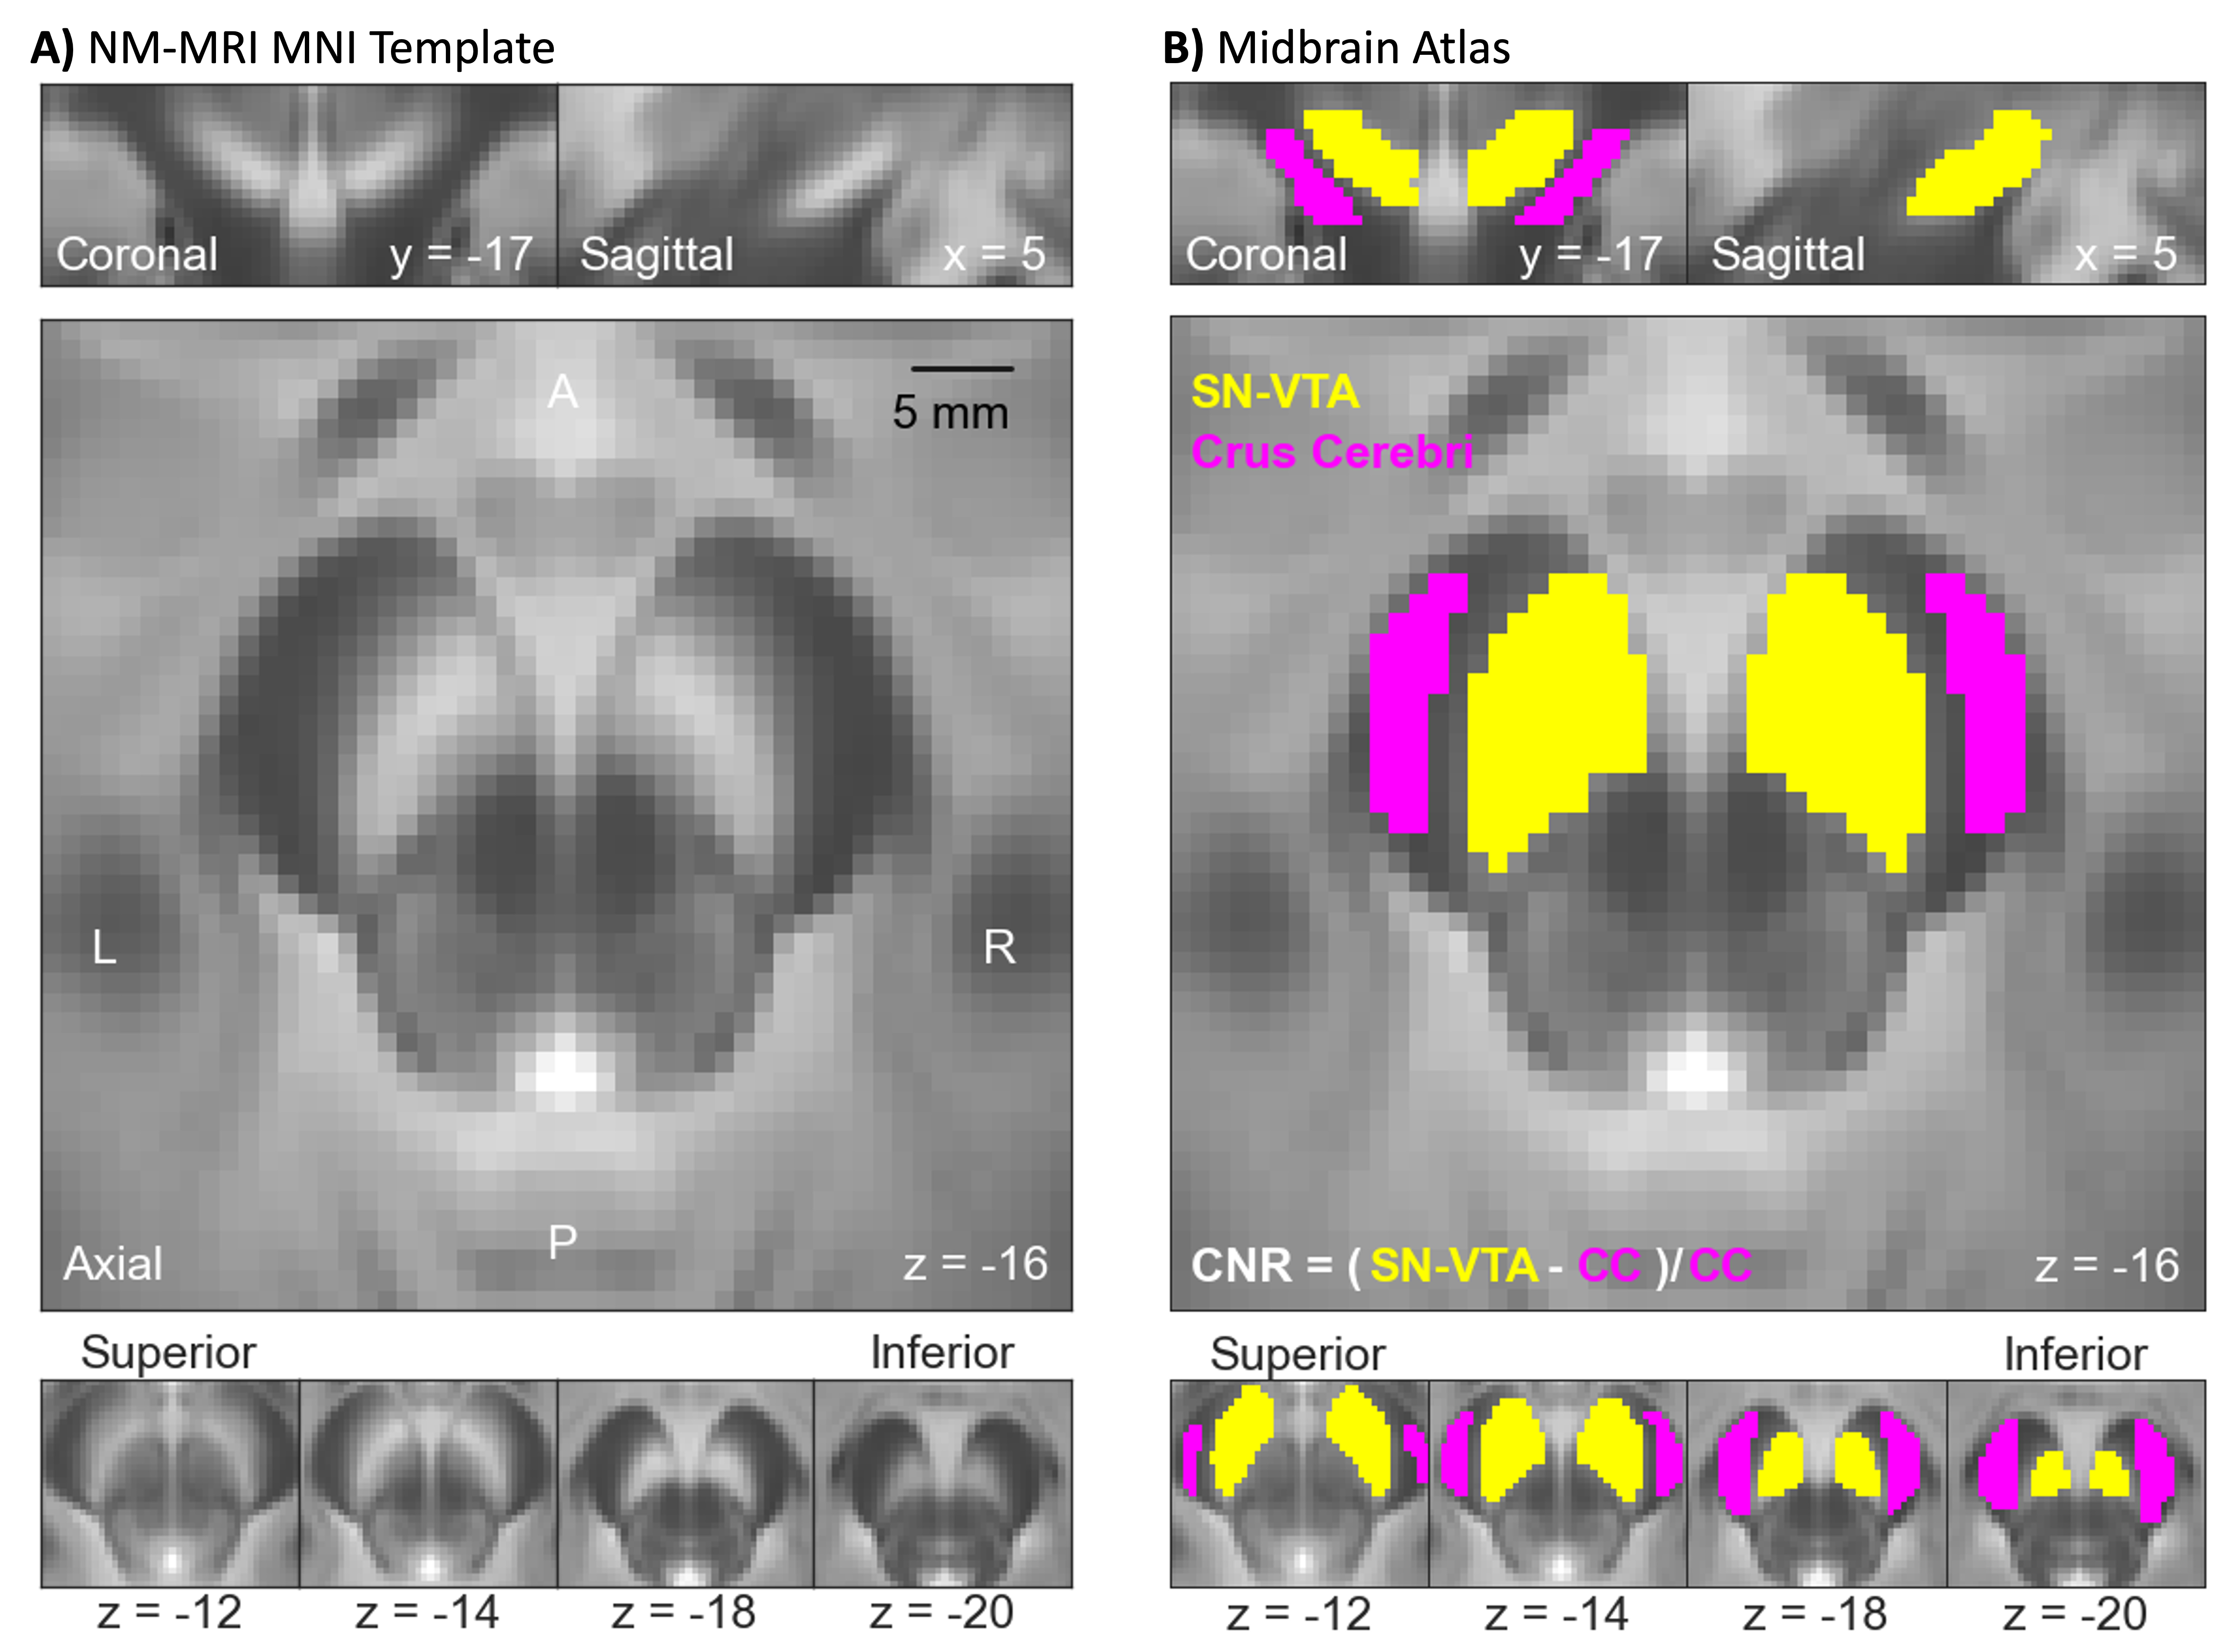 A) NM-MRI MNI Template
Coronal
y = -17
Sagittal
x = 5
A
5 mm
L
R
P
Axial
z = -16
Superior
Inferior
z = -12
z = -14
z = -18
z = -20
B) Midbrain Atlas
Coronal
y = -17
Sagittal
x = 5
SN-VTA
Crus Cerebri
CNR = ( SN-VTA - CC )/ CC
z = -16
Superior
Inferior
z = -12
z = -14
z = -18
z = -20